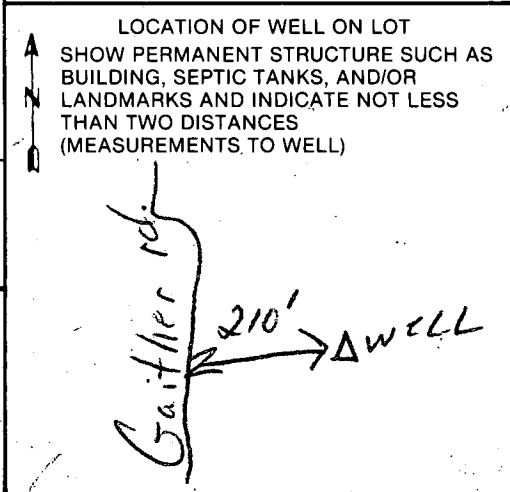 LOCATION OF WELL ON LOT
SHOW PERMANENT STRUCTURE SUCH AS
BUILDING, SEPTIC TANKS, AND/OR
N LANDMARKS AND INDICATE NOT LESS
THAN TWO DISTANCES
(MEASUREMENTS TO WELL)
Gaither rd.
210'
Δ WELL